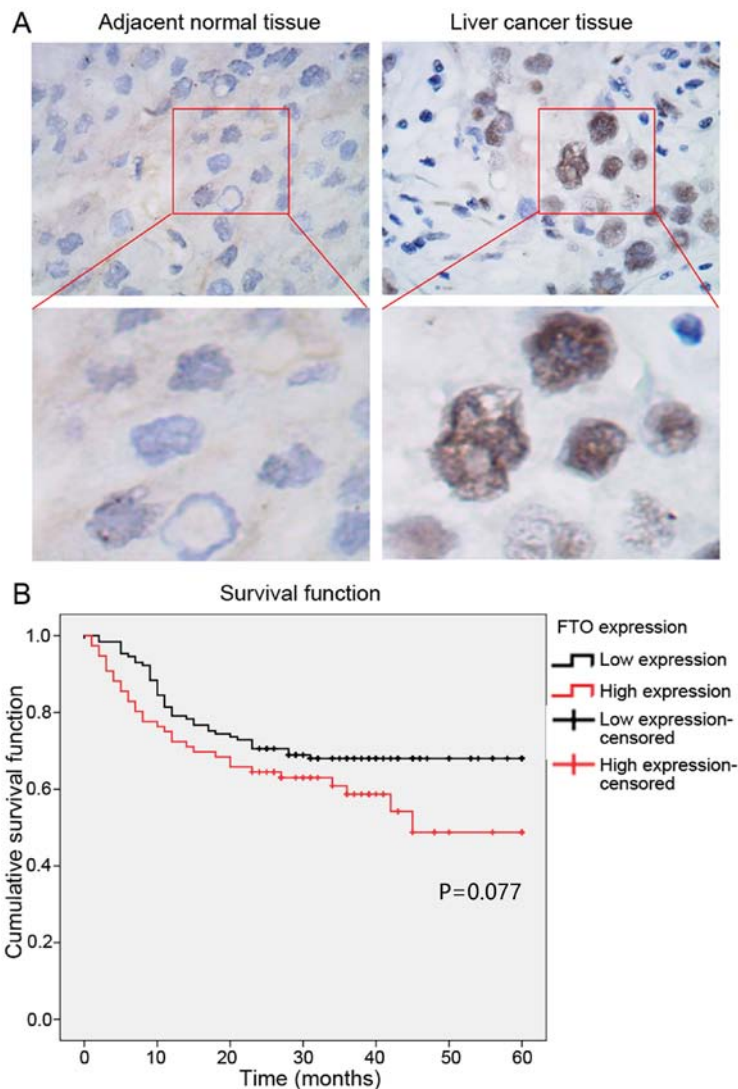 A
Adjacent normal tissue
Liver cancer tissue
B
Survival function
Cumulative survival function
1.0
0.8
0.6
0.4
0.2
0.0
0
10
20
30
40
50
60
Time (months)
P=0.077
FTO expression
Low expression
High expression
Low expression-
censored
High expression-
censored